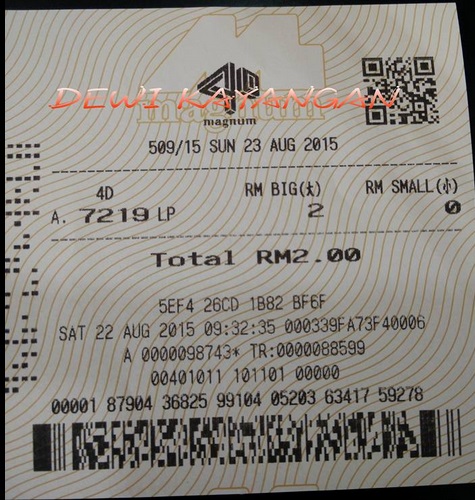 DEWI KAYANGAN
magnum
magnum
509/15 SUN 23 AUG 2015
4D RM BIG(大) RM SMALL(小)
A. 7219 LP 2 0
Total RM2.00
5EF4 26CD 1B82 BF6F
SAT 22 AUG 2015 09:32:35 000339FA73F40006
A 0000098743* TR:0000088599
00401011 101101 00000
00001 87904 36825 99104 05203 63417 59278